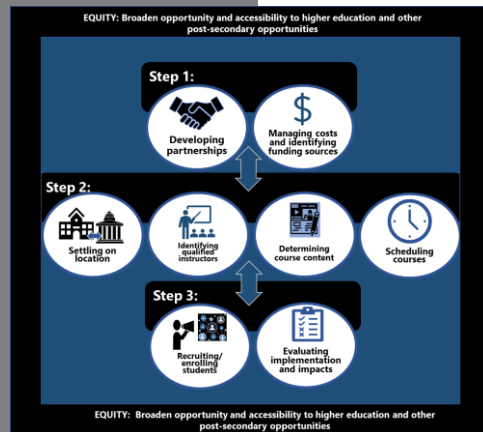 EQUITY: Broaden opportunity and accessibility to higher education and other
post-secondary opportunities
Step 1:
Developing
partnerships
$
Managing costs
and identifying
funding sources
Step 2:
Settling on
location
Identifying
qualified
instructors
Determining
course content
Scheduling
courses
Step 3:
Recruiting/
enrolling
students
Evaluating
implementation
and impacts
EQUITY: Broaden opportunity and accessibility to higher education and other
post-secondary opportunities